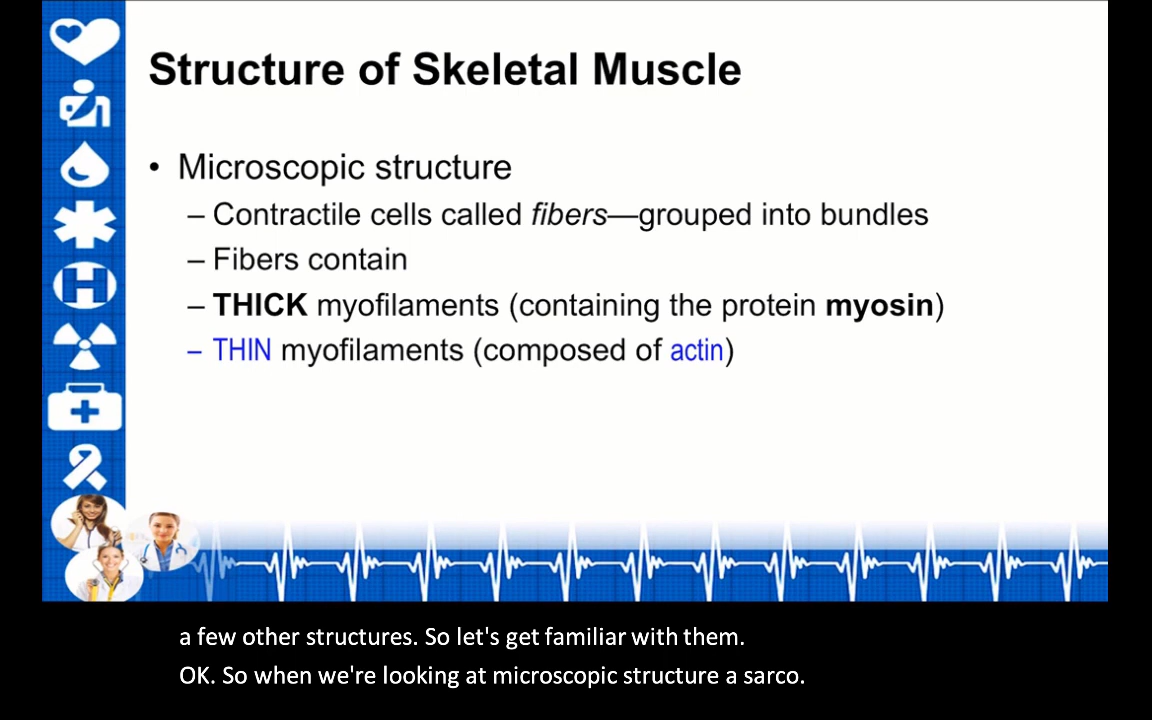 Structure of Skeletal Muscle
• Microscopic structure
– Contractile cells called fibers—grouped into bundles
– Fibers contain
– THICK myofilaments (containing the protein myosin)
– THIN myofilaments (composed of actin)
H
a few other structures. So let's get familiar with them.
OK. So when we're looking at microscopic structure a sarco.